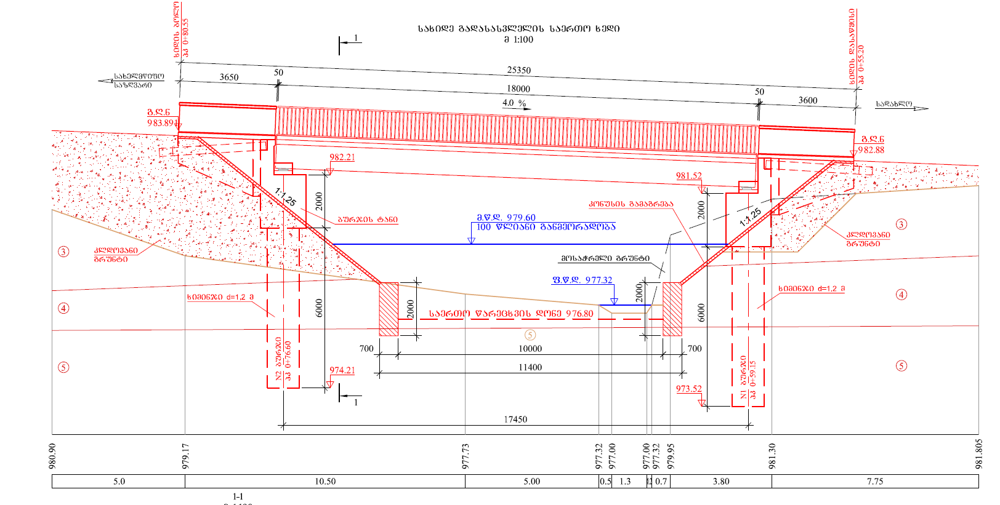 ᲡᲐᲮᲘᲓᲔ ᲒᲐᲓᲐᲡᲐᲡᲕᲚᲔᲚᲘᲡ ᲡᲐᲔᲠᲗᲝ ᲮᲔᲓᲘ
Მ 1:100
ᲮᲘᲓᲘᲡ ᲑᲝᲚᲝ
ᲞᲙ 0+80.55
1
ᲮᲘᲓᲘᲡ ᲓᲐᲡᲐᲬᲧᲘᲡᲘ
ᲞᲙ 0+55.20
25350
ᲡᲐᲮᲔᲚᲛᲬᲘᲤᲝ
ᲡᲐᲖᲦᲕᲐᲠᲘ
3650
50
18000
50
3600
4.0 %
ᲡᲐᲓᲐᲮᲚᲝ
Გ.Ღ.Ნ
983.891
Გ.Ღ.Ნ
982.88
982.21
981.52
1:1.25
2000
ᲑᲣᲠᲯᲘᲡ ᲢᲐᲜᲘ
ᲙᲝᲜᲣᲡᲘᲡ ᲒᲐᲛᲐᲒᲠᲔᲑᲐ
2000
1:1.25
Მ.Წ.Დ. 979.60
100 ᲬᲚᲘᲐᲜᲘ ᲒᲐᲜᲛᲔᲝᲠᲐᲓᲝᲑᲐ
3
ᲙᲚᲓᲝᲕᲐᲜᲘ
ᲒᲠᲣᲜᲢᲘ
3
ᲙᲚᲓᲝᲕᲐᲜᲘ
ᲒᲠᲣᲜᲢᲘ
ᲛᲝᲡᲐᲭᲠᲔᲚᲘ ᲒᲠᲣᲜᲢᲘ
Ფ.Წ.Დ. 977.32
ᲡᲘᲛᲘᲜᲯᲘ d=1,2 Მ
ᲡᲘᲛᲘᲜᲯᲘ d=1,2 Მ
4
4
6000
2000
2000
6000
ᲡᲐᲔᲠᲗᲝ ᲬᲐᲠᲔᲪᲮᲕᲘᲡ ᲓᲝᲜᲔ 976.80
5
700
10000
700
11400
5
5
N2 ᲑᲣᲠᲯᲘ
ᲞᲙ 0+76.60
974.21
N1 ᲑᲣᲠᲯᲘ
ᲞᲙ 0+59.15
973.52
1
17450
980.90
979.17
977.73
977.32
977.00
977.00
977.32
979.95
981.30
981.805
5.0
10.50
5.00
0.5
1.3
0.7
3.80
7.75
1-1